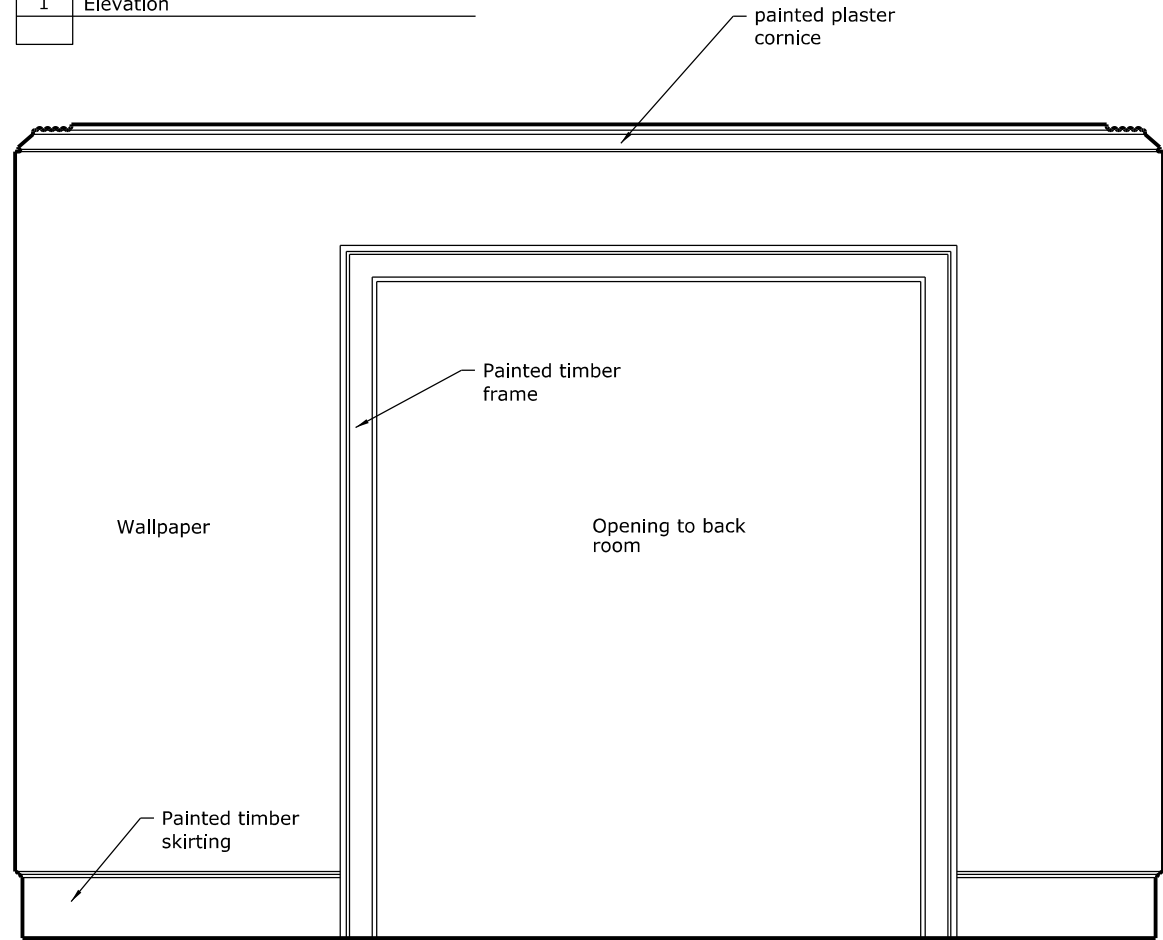 1 Elevation
painted plaster
cornice
Painted timber
frame
Wallpaper
Opening to back
room
Painted timber
skirting